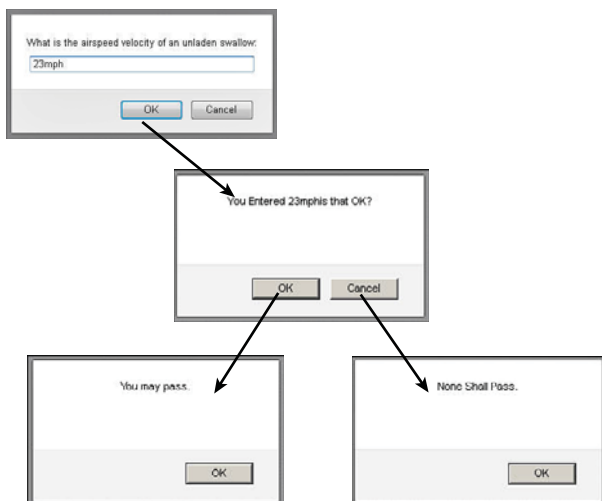 What is the airspeed velocity of an unladen swallow:
23mph
OK Cancel
You Entered 23mphis that OK?
OK Cancel
You may pass.
OK
None Shall Pass.
OK